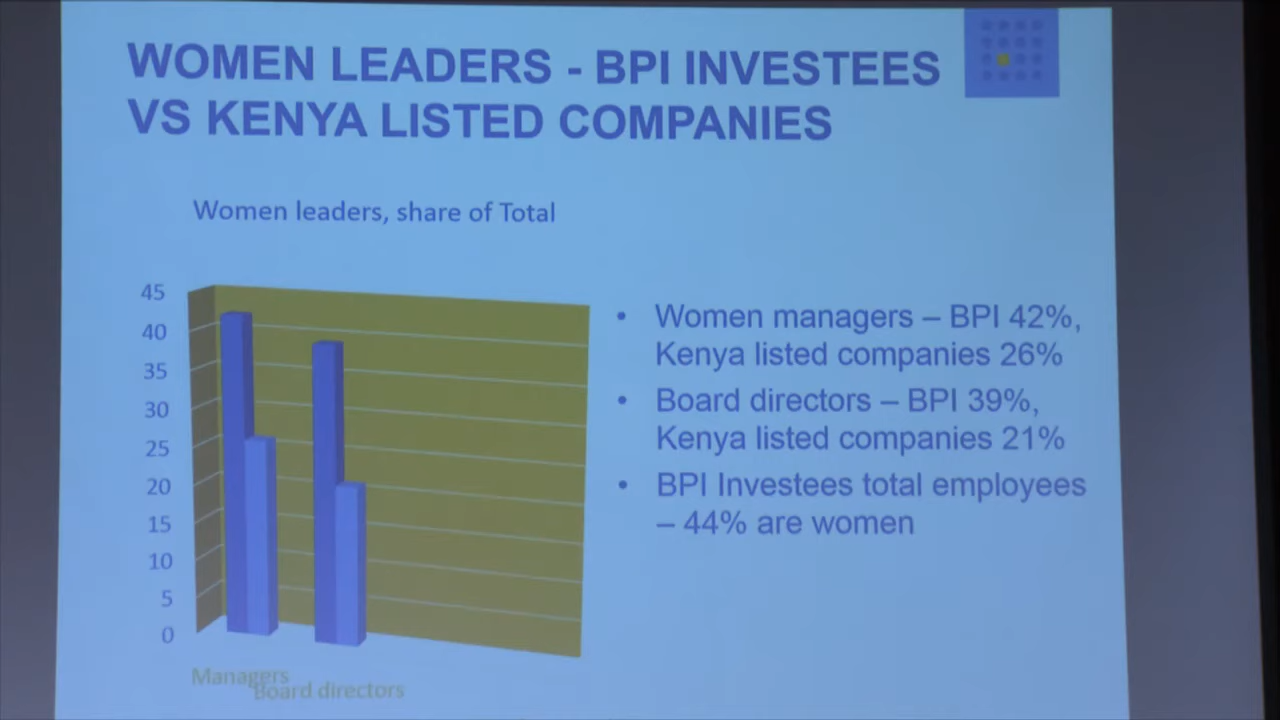 WOMEN LEADERS - BPI INVESTEES
VS KENYA LISTED COMPANIES
Women leaders, share of Total
45
40
35
30
25
20
15
10
5
0
Managers
Board directors
• Women managers – BPI 42%,
Kenya listed companies 26%
• Board directors – BPI 39%,
Kenya listed companies 21%
• BPI Investees total employees
– 44% are women